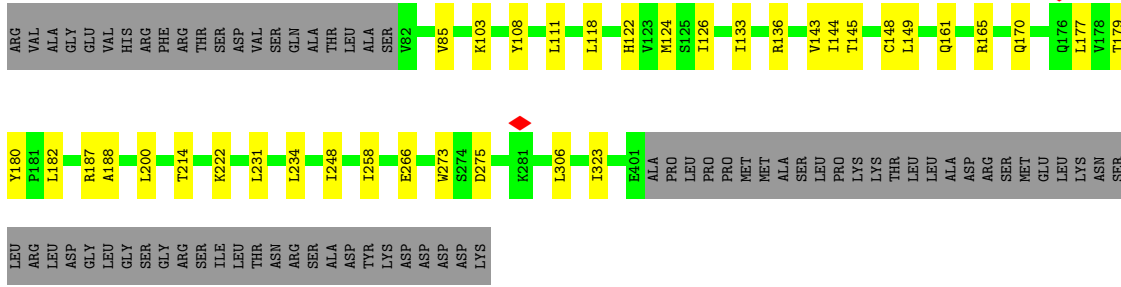 ARG VAL ALA GLY GLU VAL HIS ARG PHE ARG THR SER ASP VAL SER GLN ALA THR LEU ALA SER V82 V85 K103 Y108 L111 L118 H122 V123 M124 S125 I126 I133 R136 V143 I144 T145 C148 L149 Q161 R165 Q170 Q176 L177 V178 T179
Y180 P181 L182 R187 A188 L200 T214 K222 L231 L234 I248 I258 E266 W273 S274 D275 K281 L306 I323 E401 ALA PRO LEU PRO PRO MET MET ALA SER LEU PRO LYS LYS THR LEU LEU ALA ASP ARG SER MET GLU LEU LYS ASN SER
LEU ARG LEU ASP GLY LEU GLY SER GLY ARG SER ILE LEU THR ASN ARG SER ALA ASP TYR LYS ASP ASP ASP ASP LYS